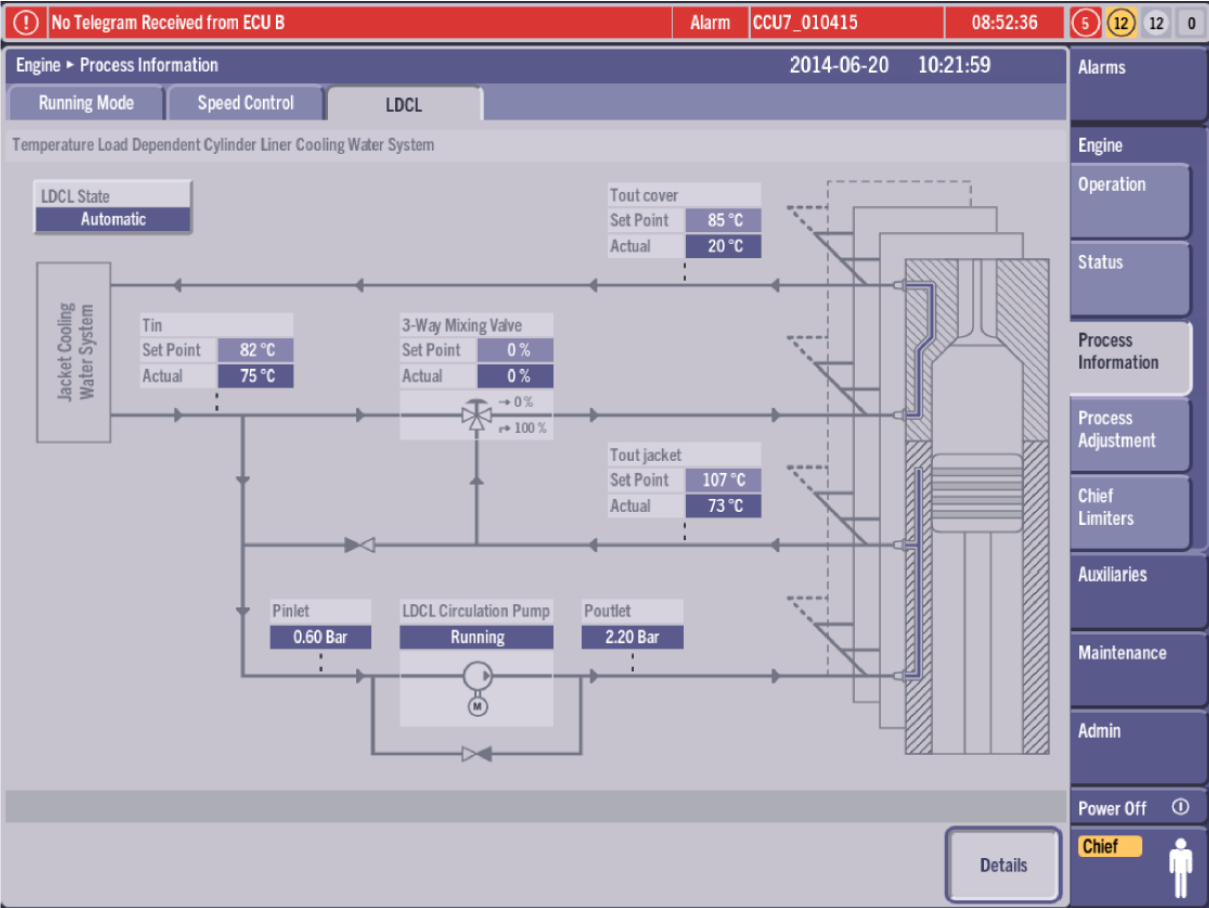 ! No Telegram Received from ECU B Alarm CCU7_010415 08:52:36 5 12 12 0
Engine ▸ Process Information 2014-06-20 10:21:59
Running Mode Speed Control LDCL
Temperature Load Dependent Cylinder Liner Cooling Water System
LDCL State
Automatic
Tout cover
Set Point 85 °C
Actual 20 °C
Jacket Cooling
Water System
Tin
Set Point 82 °C
Actual 75 °C
3-Way Mixing Valve
Set Point 0 %
Actual 0 %
→ 0 %
↱ 100 %
Tout jacket
Set Point 107 °C
Actual 73 °C
Pinlet
0.60 Bar
LDCL Circulation Pump
Running
M
Poutlet
2.20 Bar
Details
Alarms
Engine
Operation
Status
Process
Information
Process
Adjustment
Chief
Limiters
Auxiliaries
Maintenance
Admin
Power Off
Chief